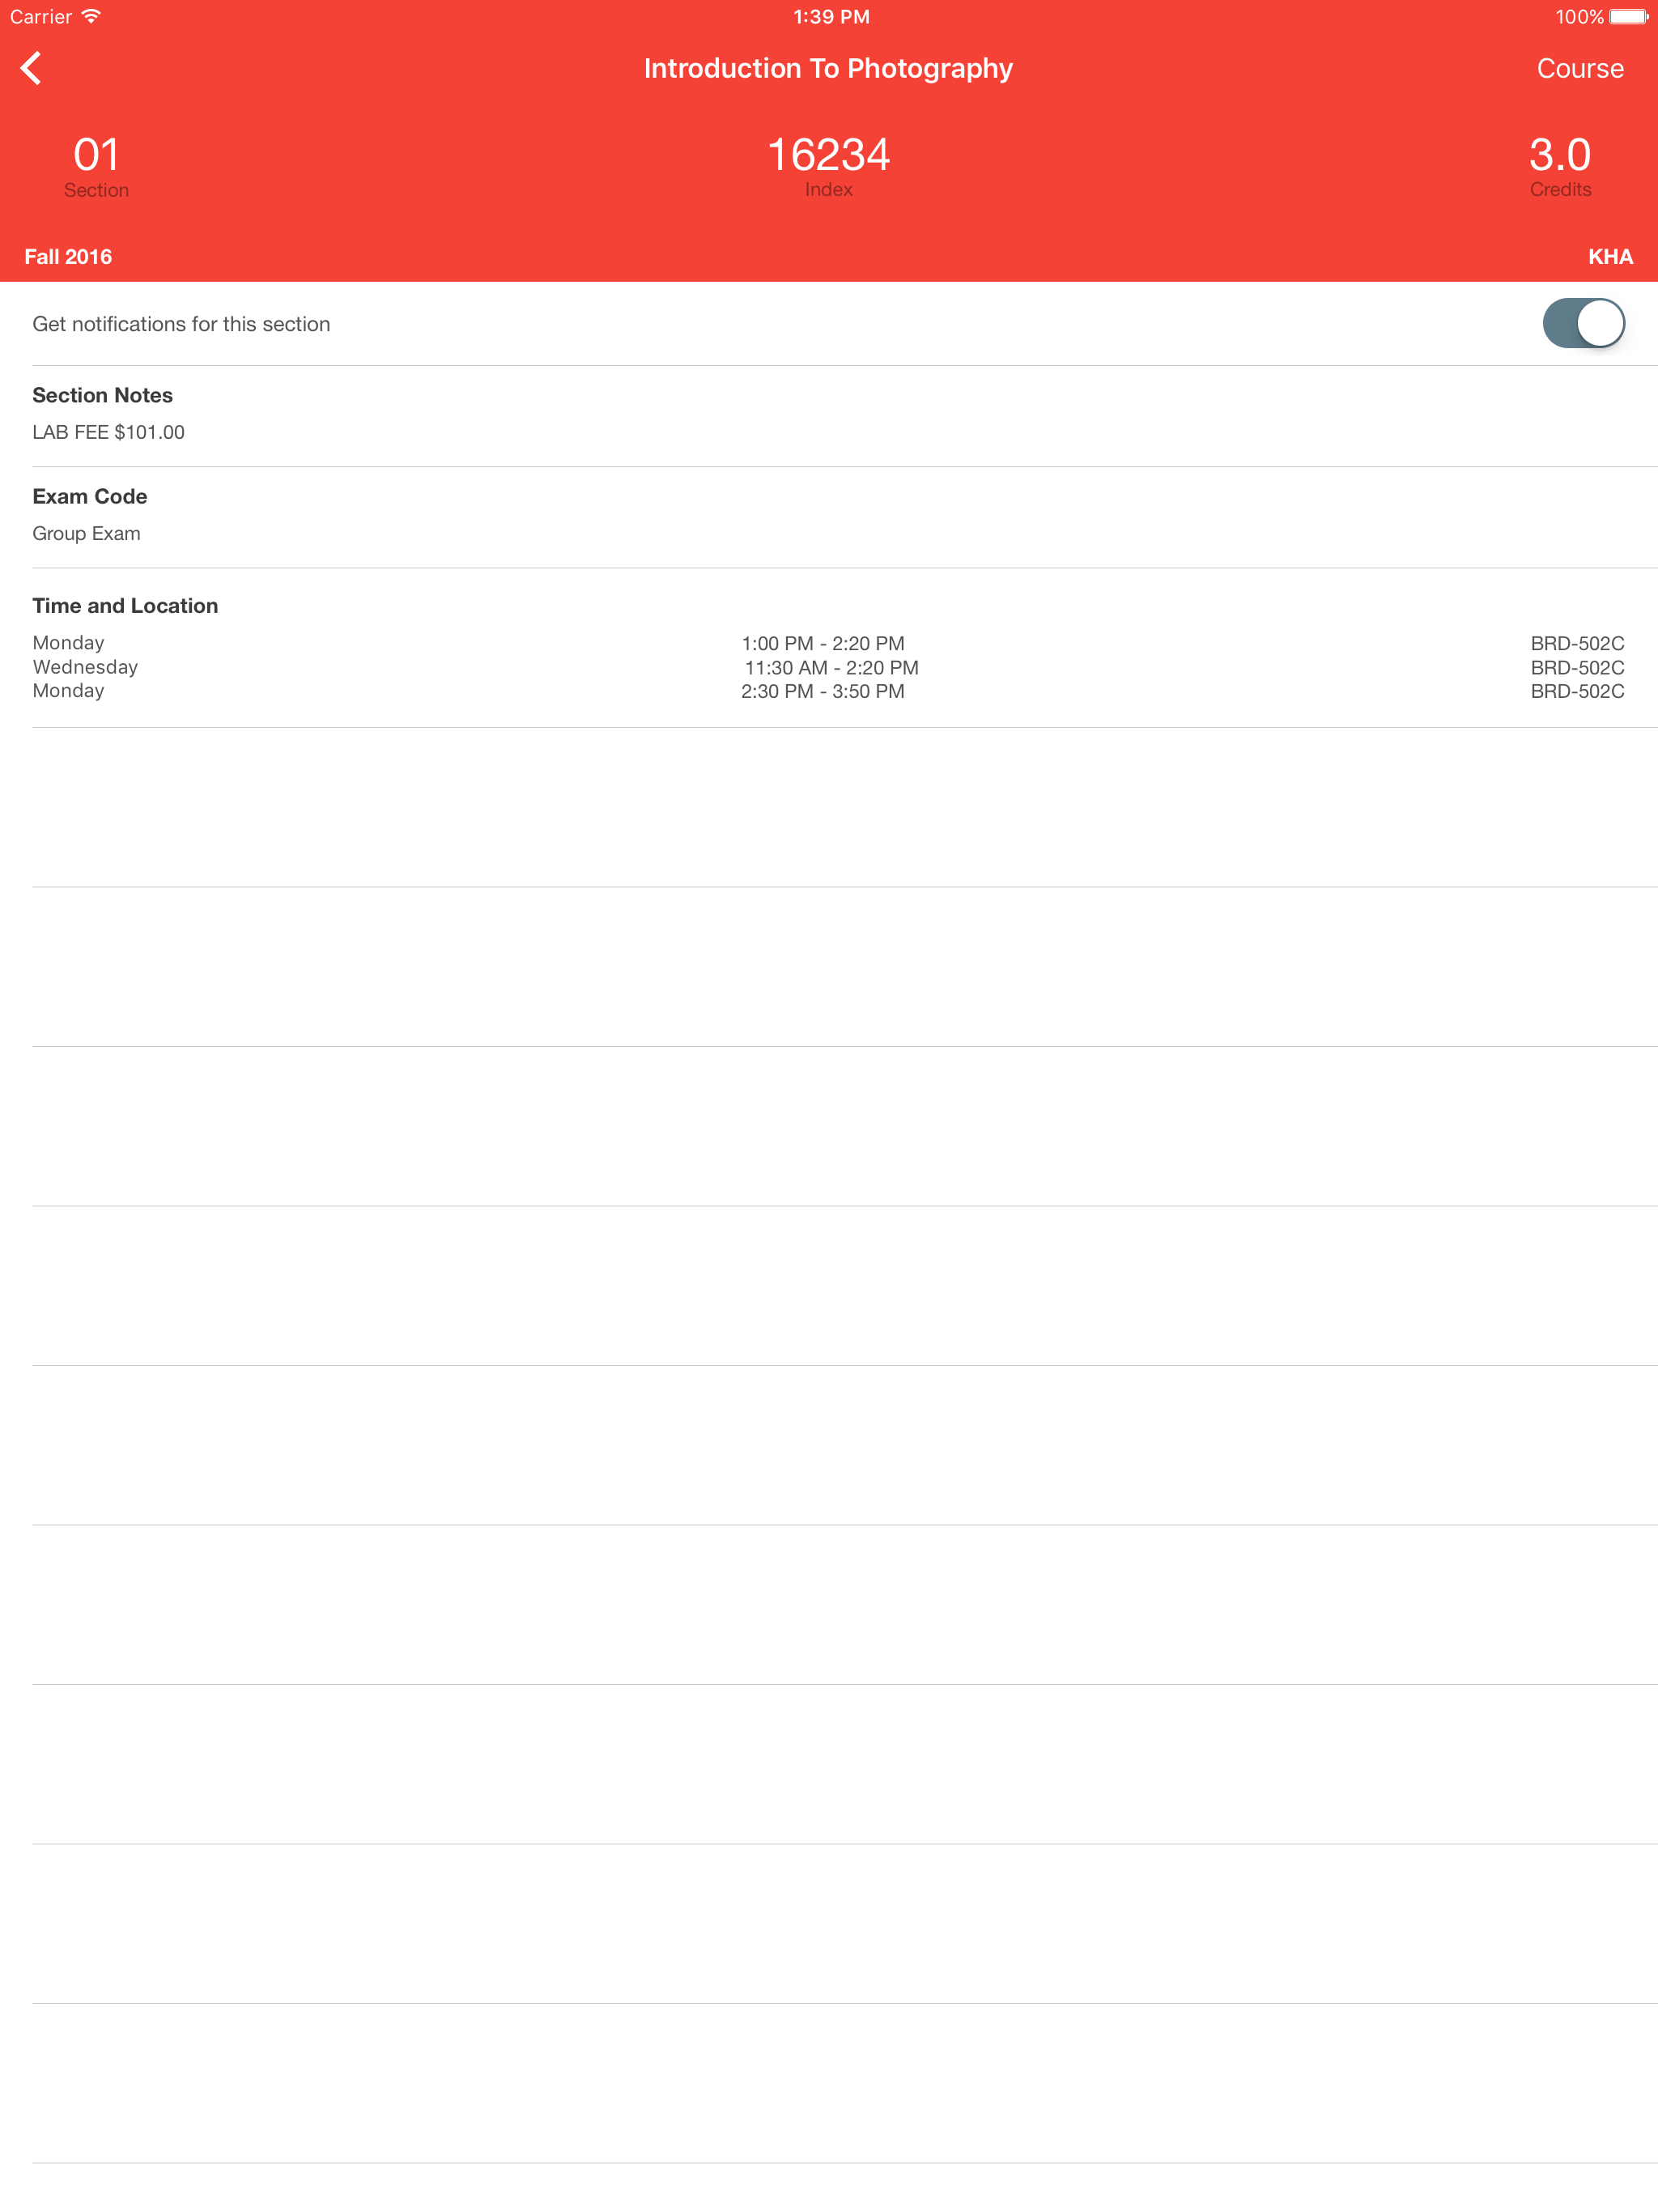 Carrier 1:39 PM 100%
Introduction To Photography Course
01 16234 3.0
Section Index Credits
Fall 2016 KHA
Get notifications for this section
Section Notes
LAB FEE $101.00
Exam Code
Group Exam
Time and Location
Monday 1:00 PM - 2:20 PM BRD-502C
Wednesday 11:30 AM - 2:20 PM BRD-502C
Monday 2:30 PM - 3:50 PM BRD-502C